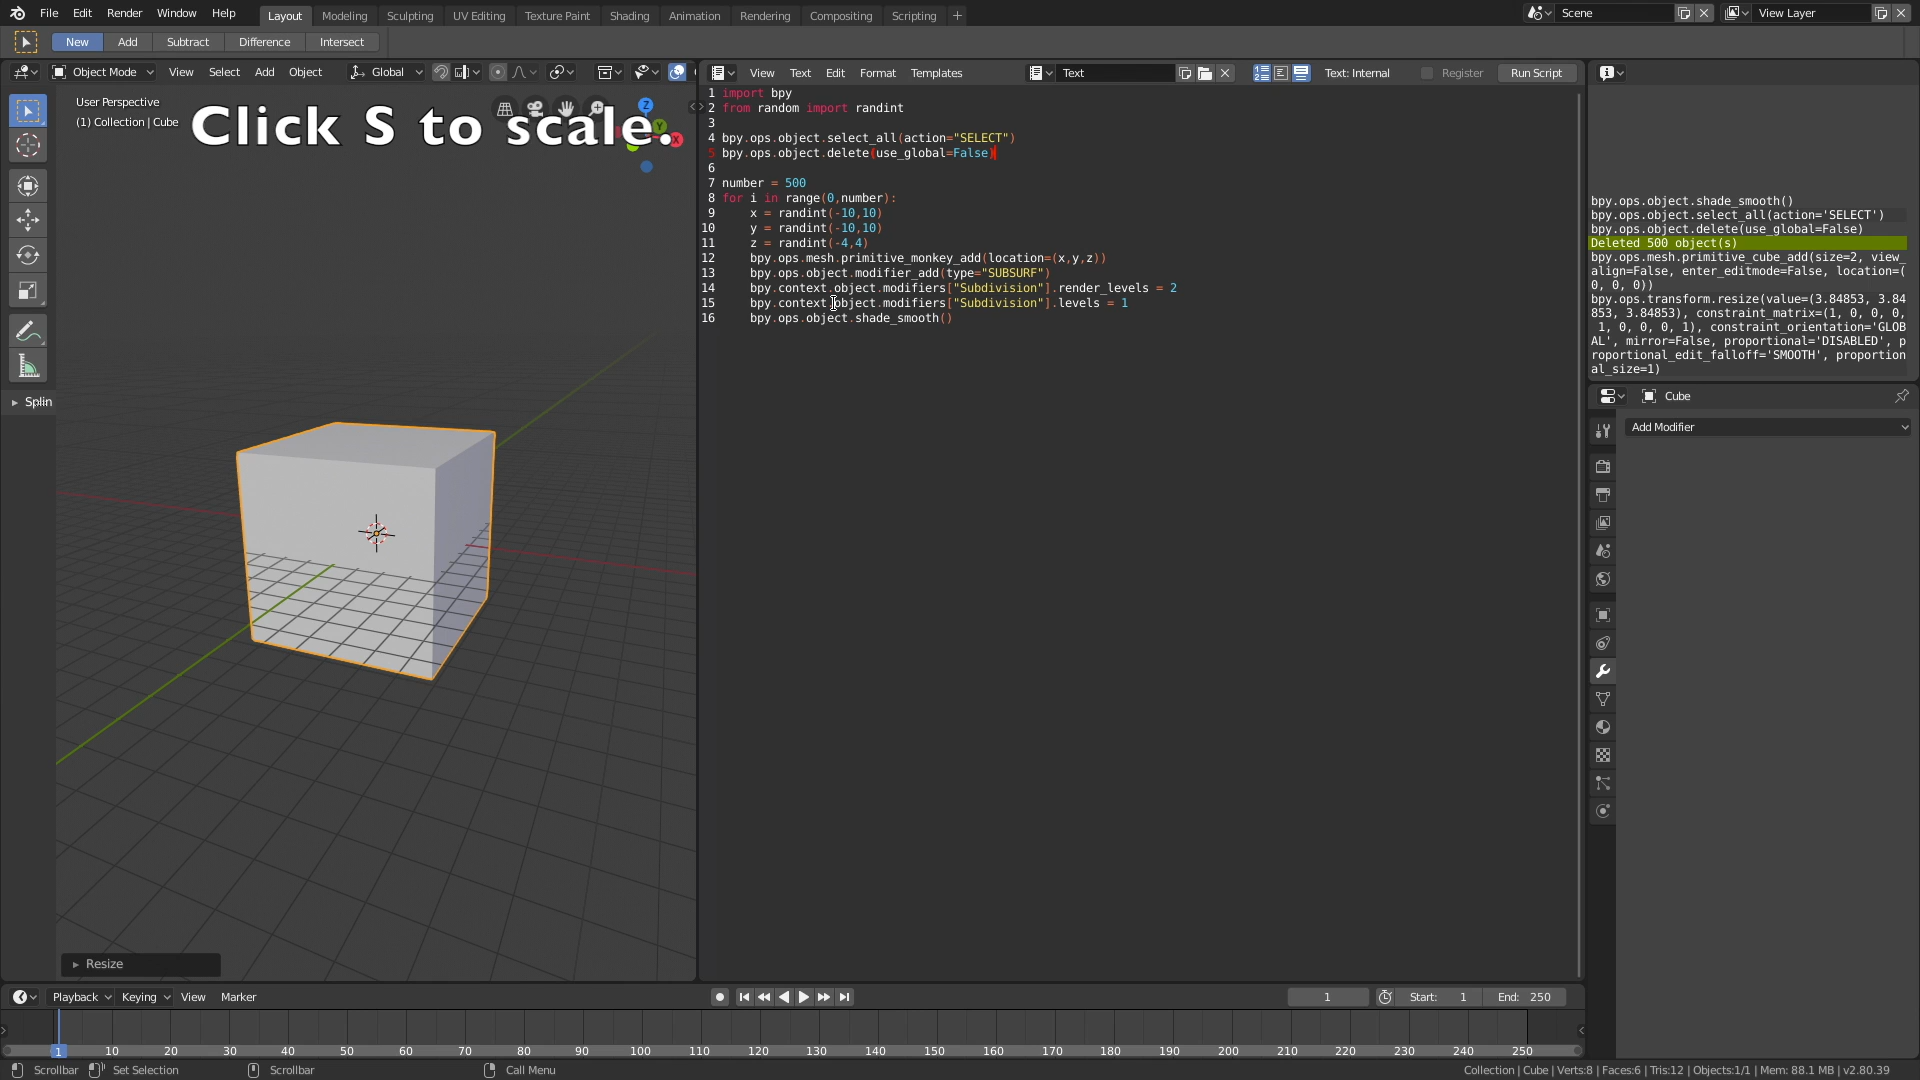 File Edit Render Window Help Layout Modeling Sculpting UV Editing Texture Paint Shading Animation Rendering Compositing Scripting + Scene View Layer
New Add Subtract Difference Intersect
Object Mode View Select Add Object Global
View Text Edit Format Templates Text Text: Internal Register Run Script
User Perspective
(1) Collection | Cube
Click S to scale.
Z
Y
X
1 import bpy
2 from random import randint
3
4 bpy.ops.object.select_all(action="SELECT")
5 bpy.ops.object.delete(use_global=False)
6
7 number = 500
8 for i in range(0,number):
9     x = randint(-10,10)
10     y = randint(-10,10)
11     z = randint(-4,4)
12     bpy.ops.mesh.primitive_monkey_add(location=(x,y,z))
13     bpy.ops.object.modifier_add(type="SUBSURF")
14     bpy.context.object.modifiers["Subdivision"].render_levels = 2
15     bpy.context.object.modifiers["Subdivision"].levels = 1
16     bpy.ops.object.shade_smooth()
bpy.ops.object.shade_smooth()
bpy.ops.object.select_all(action='SELECT')
bpy.ops.object.delete(use_global=False)
Deleted 500 object(s)
bpy.ops.mesh.primitive_cube_add(size=2, view_
align=False, enter_editmode=False, location=(
0, 0, 0))
bpy.ops.transform.resize(value=(3.84853, 3.84
853, 3.84853), constraint_matrix=(1, 0, 0, 0,
1, 0, 0, 0, 1), constraint_orientation='GLOB
AL', mirror=False, proportional='DISABLED', p
roportional_edit_falloff='SMOOTH', proportion
al_size=1)
Cube
Add Modifier
Splin
Resize
Playback Keying View Marker 1 Start: 1 End: 250
1 10 20 30 40 50 60 70 80 90 100 110 120 130 140 150 160 170 180 190 200 210 220 230 240 250
Scrollbar Set Selection Scrollbar Call Menu Collection | Cube | Verts:8 | Faces:6 | Tris:12 | Objects:1/1 | Mem: 88.1 MB | v2.80.39